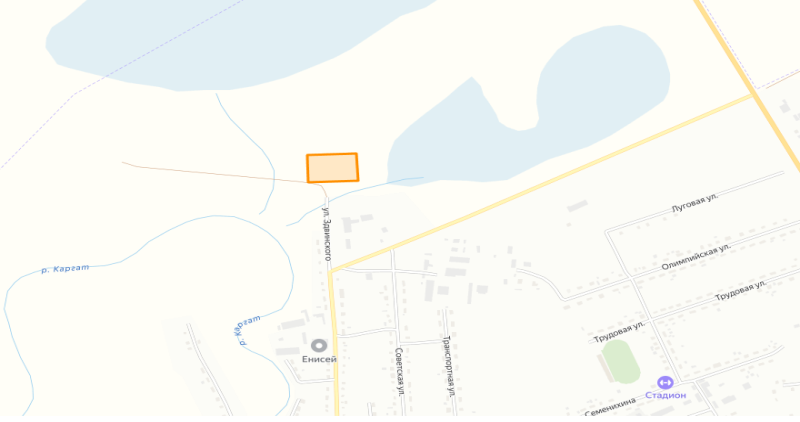 Луговая ул.
ул. Здвинского
Олимпийская ул.
р. Каргат
Трудовая ул.
р. Каргат
Трудовая ул.
Енисей
Советская ул.
Транспортная ул.
Стадион
Семенихина